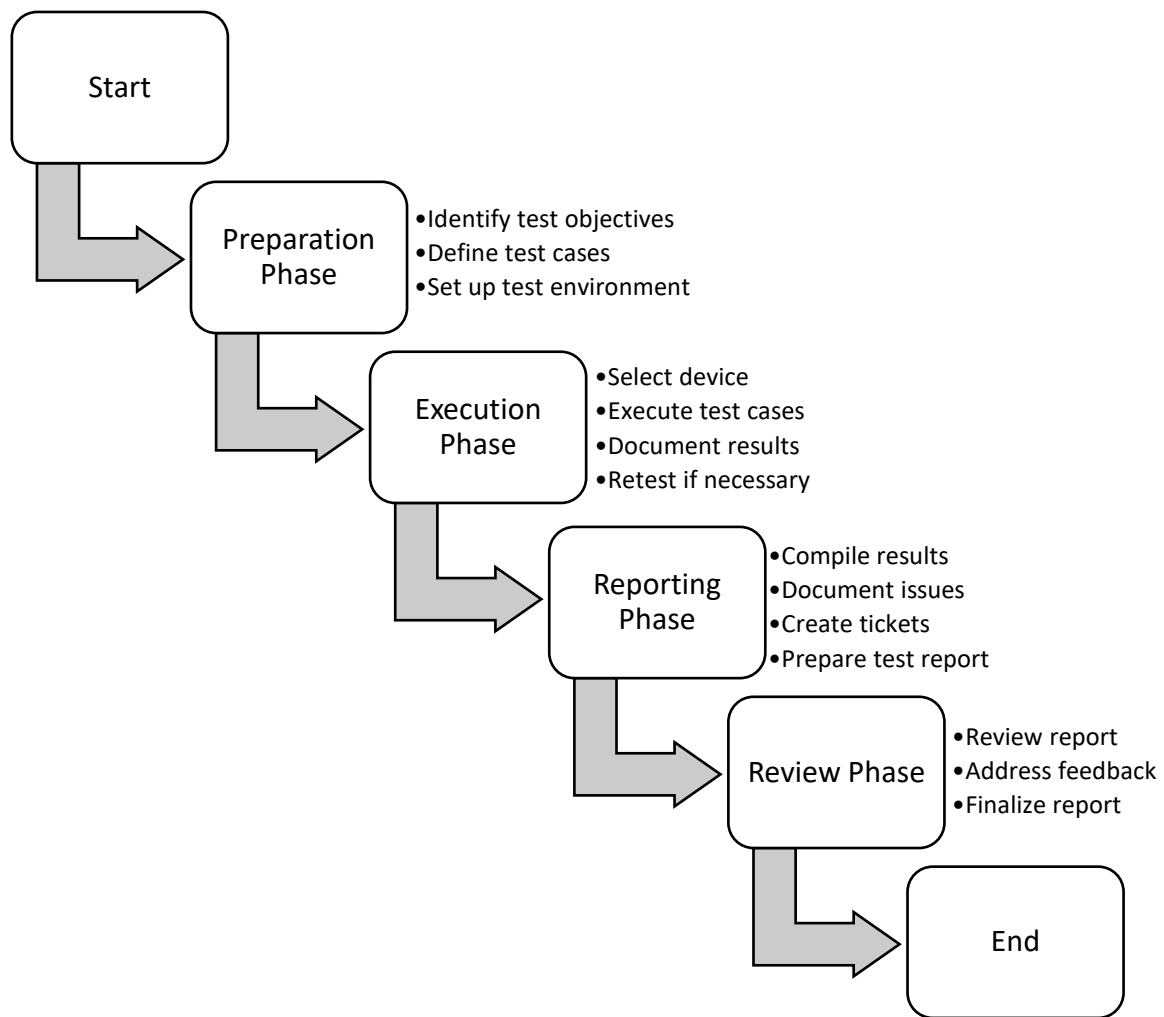 Start
Preparation
Phase
•Identify test objectives
•Define test cases
•Set up test environment
Execution
Phase
•Select device
•Execute test cases
•Document results
•Retest if necessary
Reporting
Phase
•Compile results
•Document issues
•Create tickets
•Prepare test report
Review Phase
•Review report
•Address feedback
•Finalize report
End